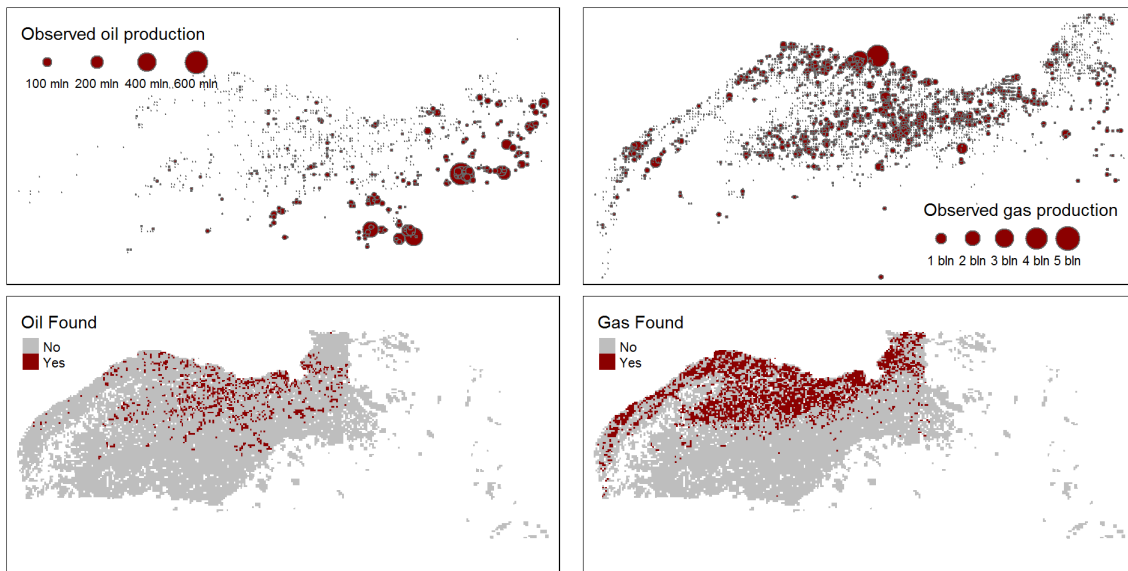 Observed oil production
100 mln 200 mln 400 mln 600 mln
Observed gas production
1 bln 2 bln 3 bln 4 bln 5 bln
Oil Found
No
Yes
Gas Found
No
Yes